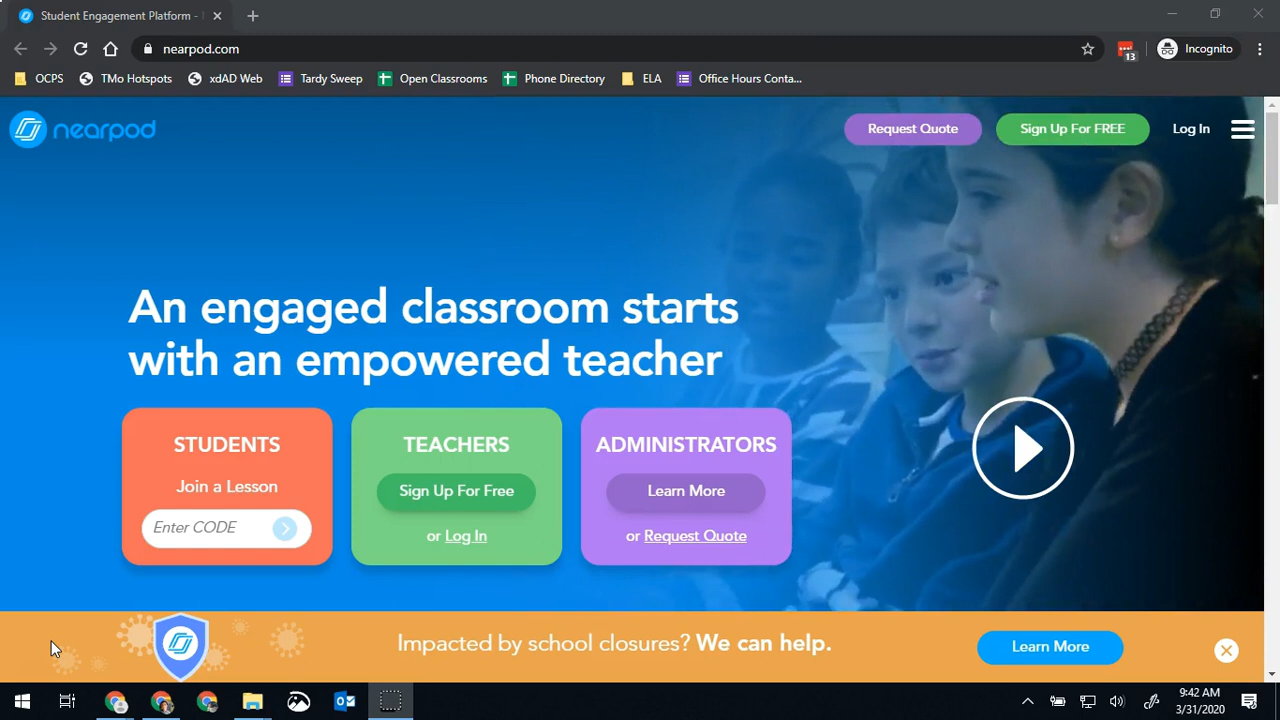 Student Engagement Platform -
nearpod.com
13
Incognito
OCPS
TMo Hotspots
xdAD Web
Tardy Sweep
Open Classrooms
Phone Directory
ELA
Office Hours Conta...
nearpod
Request Quote
Sign Up For FREE
Log In
An engaged classroom starts
with an empowered teacher
STUDENTS
Join a Lesson
Enter CODE
TEACHERS
Sign Up For Free
or Log In
ADMINISTRATORS
Learn More
or Request Quote
Impacted by school closures? We can help.
Learn More
9:42 AM
3/31/2020